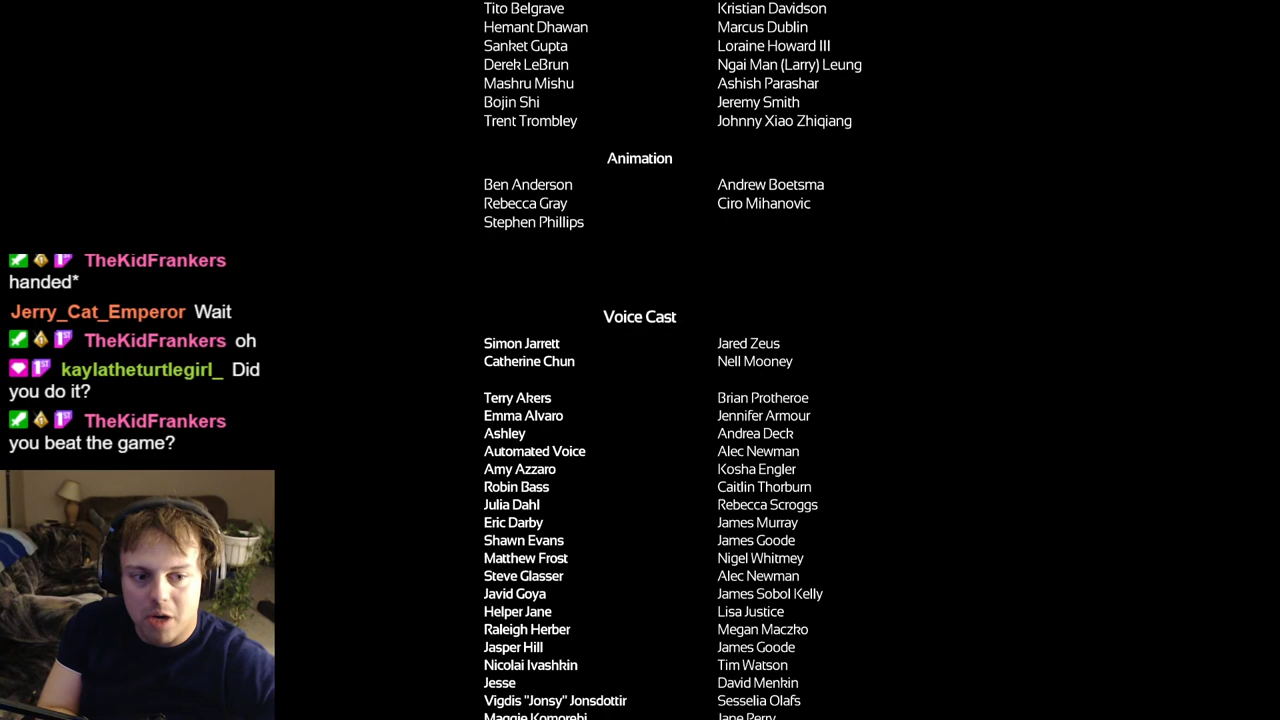 Tito Belgrave Kristian Davidson
Hemant Dhawan Marcus Dublin
Sanket Gupta Loraine Howard III
Derek LeBrun Ngai Man (Larry) Leung
Mashru Mishu Ashish Parashar
Bojin Shi Jeremy Smith
Trent Trombley Johnny Xiao Zhiqiang
Animation
Ben Anderson Andrew Boetsma
Rebecca Gray Ciro Mihanovic
Stephen Phillips
Voice Cast
Simon Jarrett Jared Zeus
Catherine Chun Nell Mooney
Terry Akers Brian Protheroe
Emma Alvaro Jennifer Armour
Ashley Andrea Deck
Automated Voice Alec Newman
Amy Azzaro Kosha Engler
Robin Bass Caitlin Thorburn
Julia Dahl Rebecca Scroggs
Eric Darby James Murray
Shawn Evans James Goode
Matthew Frost Nigel Whitmey
Steve Glasser Alec Newman
Javid Goya James Sobol Kelly
Helper Jane Lisa Justice
Raleigh Herber Megan Maczko
Jasper Hill James Goode
Nicolai Ivashkin Tim Watson
Jesse David Menkin
Vigdis "Jonsy" Jonsdottir Sesselia Olafs
Maggie Komorebi Jane Perry
TheKidFrankers
handed*
Jerry_Cat_Emperor Wait
TheKidFrankers oh
kaylatheturtlegirl_ Did
you do it?
TheKidFrankers
you beat the game?